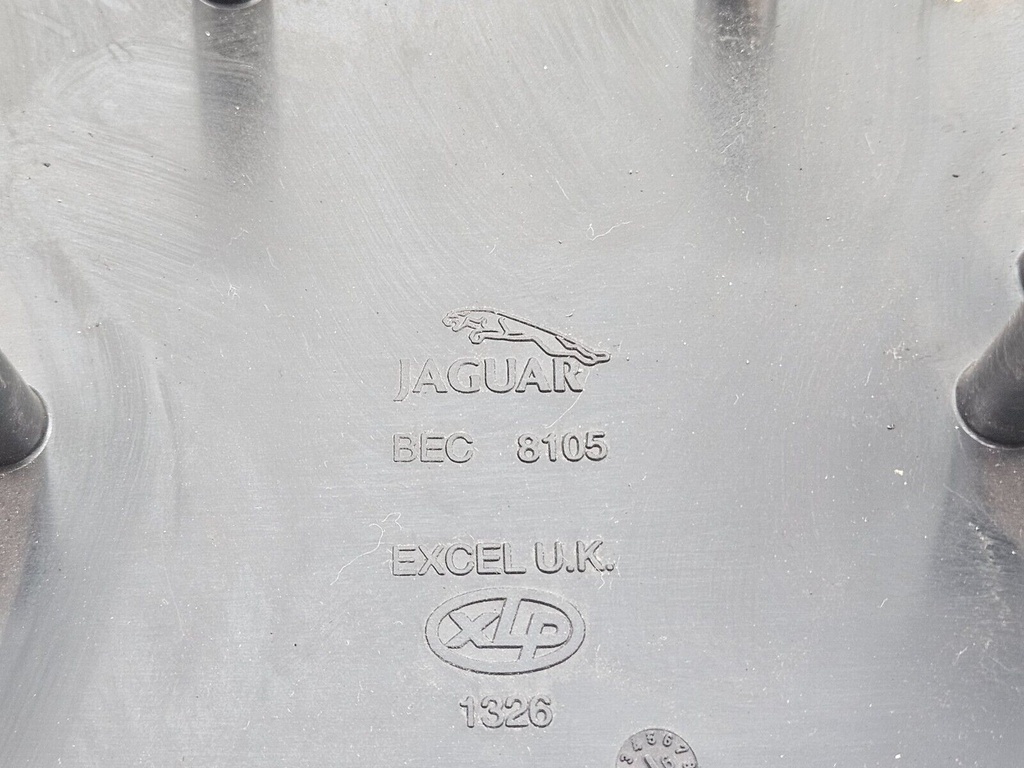 JAGUAR
BEC 8105
EXCEL U.K.
XLP
1326